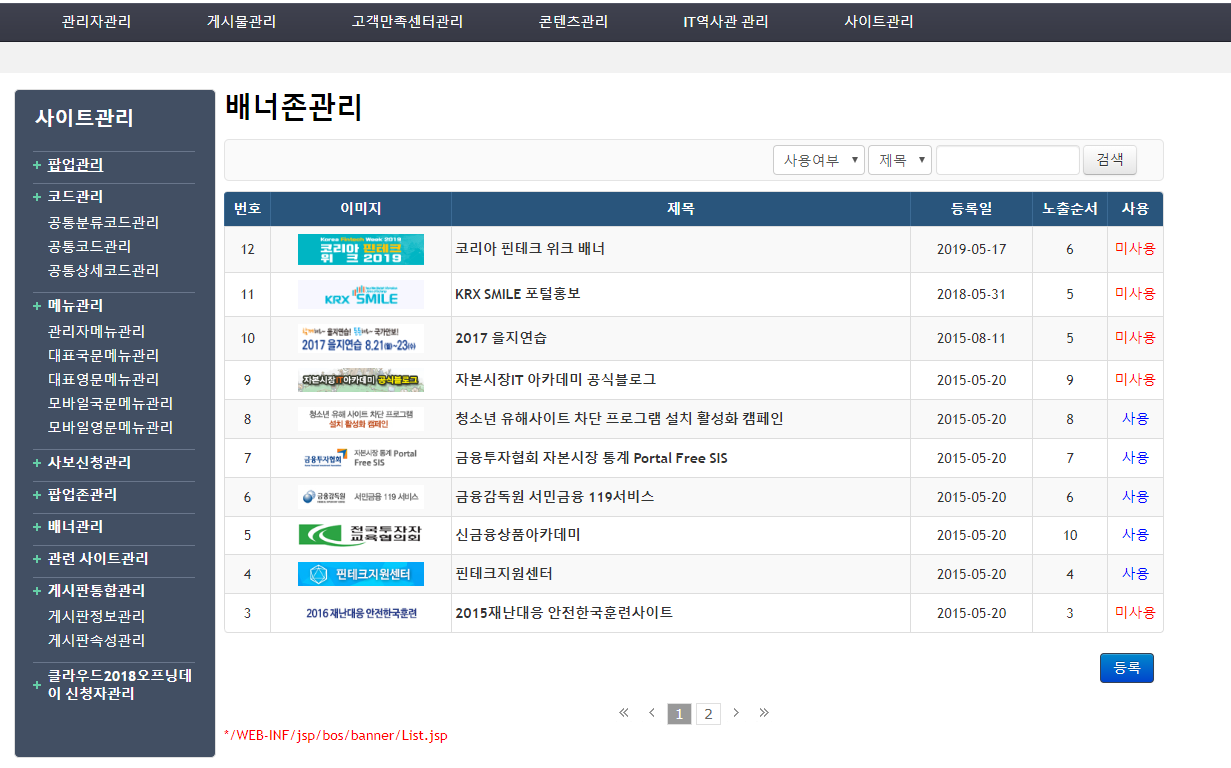 관리자관리 게시물관리 고객만족센터관리 콘텐츠관리 IT역사관 관리 사이트관리
사이트관리
+ 팝업관리
+ 코드관리
공통분류코드관리
공통코드관리
공통상세코드관리
+ 메뉴관리
관리자메뉴관리
대표국문메뉴관리
대표영문메뉴관리
모바일국문메뉴관리
모바일영문메뉴관리
+ 사보신청관리
+ 팝업존관리
+ 배너관리
+ 관련 사이트관리
+ 게시판통합관리
게시판정보관리
게시판속성관리
+ 클라우드2018오프닝데
이 신청자관리
배너존관리
사용여부 ▼ 제목 ▼ 검색
번호 이미지 제목 등록일 노출순서 사용
Korea Fintech Week 2019
코리아 핀테크
위 크 2019
12 코리아 핀테크 위크 배너 2019-05-17 6 미사용
KRX SMILE
11 KRX SMILE 포털홍보 2018-05-31 5 미사용
을지연습! 국가안보!
2017 을지연습 8.21(월)~23(수)
10 2017 을지연습 2015-08-11 5 미사용
자본시장IT아카데미 공식블로그
9 자본시장IT 아카데미 공식블로그 2015-05-20 9 미사용
청소년 유해 사이트 차단 프로그램
설치 활성화 캠페인
8 청소년 유해사이트 차단 프로그램 설치 활성화 캠페인 2015-05-20 8 사용
금융투자협회 자본시장 통계 Portal
Free SIS
7 금융투자협회 자본시장 통계 Portal Free SIS 2015-05-20 7 사용
금융감독원 서민금융 119 서비스
6 금융감독원 서민금융 119서비스 2015-05-20 6 사용
전국투자자
교육협의회
5 신금융상품아카데미 2015-05-20 10 사용
핀테크지원센터
4 핀테크지원센터 2015-05-20 4 사용
2016 재난대응 안전한국훈련
3 2015재난대응 안전한국훈련사이트 2015-05-20 3 미사용
등록
« ‹ 1 2 › »
*/WEB-INF/jsp/bos/banner/List.jsp